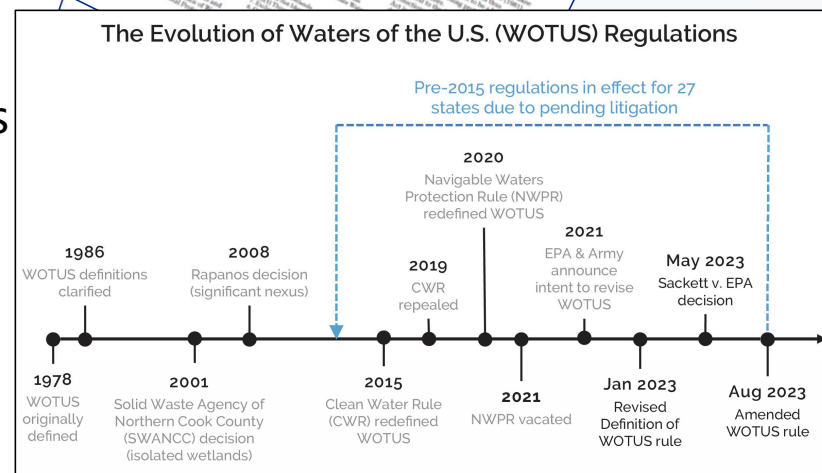 The Evolution of Waters of the U.S. (WOTUS) Regulations
s
Pre-2015 regulations in effect for 27
states due to pending litigation
1986
WOTUS definitions
clarified
2008
Rapanos decision
(significant nexus)
2019
CWR
repealed
2020
Navigable Waters
Protection Rule (NWPR)
redefined WOTUS
2021
EPA & Army
announce
intent to revise
WOTUS
May 2023
Sackett v. EPA
decision
1978
WOTUS
originally
defined
2001
Solid Waste Agency of
Northern Cook County
(SWANCC) decision
(isolated wetlands)
2015
Clean Water Rule
(CWR) redefined
WOTUS
2021
NWPR vacated
Jan 2023
Revised
Definition of
WOTUS rule
Aug 2023
Amended
WOTUS rule